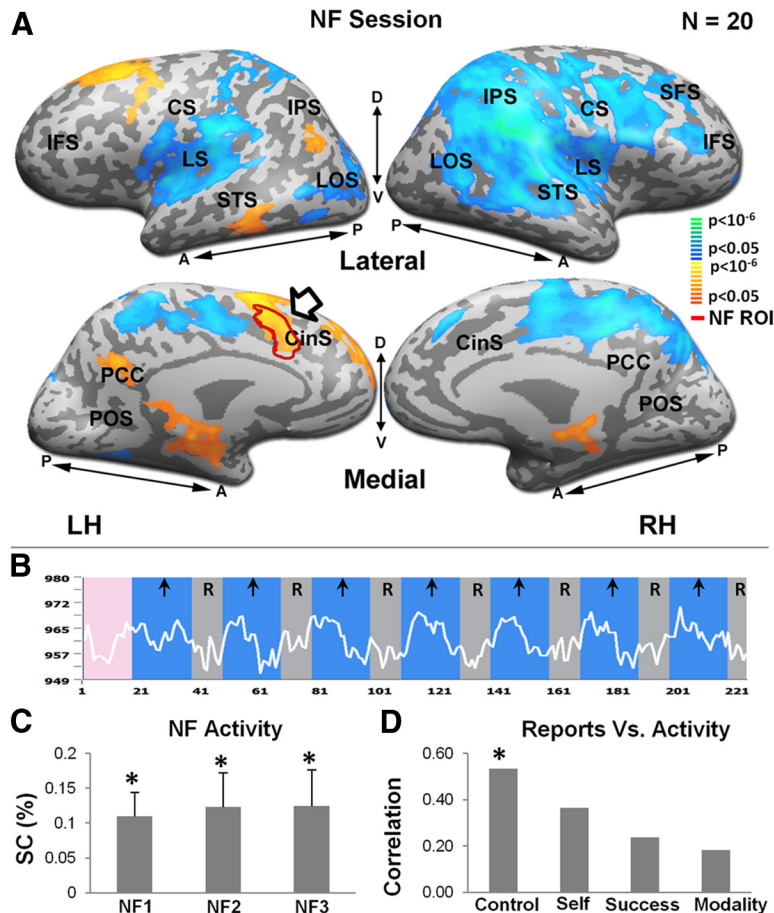 A NF Session N = 20
IFS CS LS IPS STS LOS
D
V
IPS CS SFS IFS LOS LS STS
A P
Lateral
P A
p<10-6
p<0.05
p<10-6
p<0.05
NF ROI
CinS PCC POS
D
V
CinS PCC POS
P A
Medial
A P
LH RH
B
R R R R R R R
980
972
965
957
949
1 21 41 61 81 101 121 141 161 181 201 221
C NF Activity
SC (%)
0.2
0.15
0.1
0.05
0
* * *
NF1 NF2 NF3
D Reports Vs. Activity
Correlation
0.60
0.40
0.20
0.00
*
Control Self Success Modality